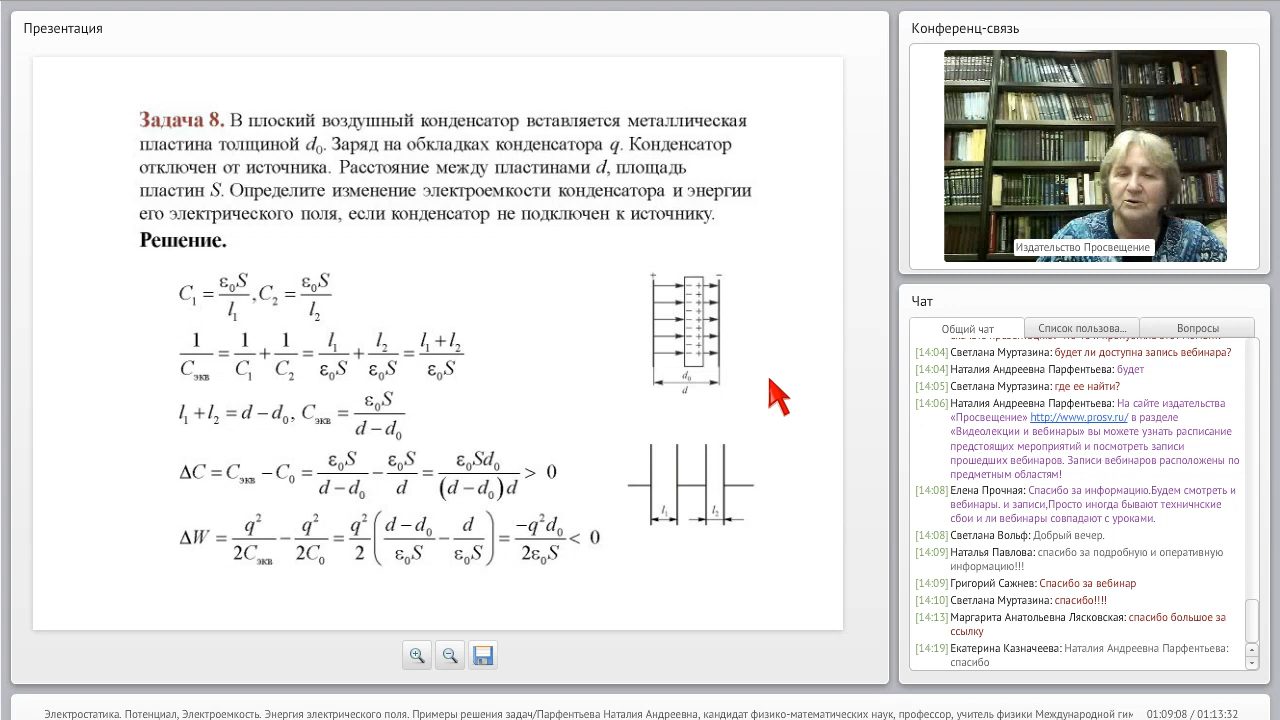 Презентация
Задача 8. В плоский воздушный конденсатор вставляется металлическая
пластина толщиной d₀. Заряд на обкладках конденсатора q. Конденсатор
отключен от источника. Расстояние между пластинами d, площадь
пластин S. Определите изменение электроемкости конденсатора и энергии
его электрического поля, если конденсатор не подключен к источнику.
Решение.
C₁ = ε₀S / l₁, C₂ = ε₀S / l₂
1/Cэкв = 1/C₁ + 1/C₂ = l₁/ε₀S + l₂/ε₀S = (l₁ + l₂)/ε₀S
l₁ + l₂ = d − d₀, Cэкв = ε₀S/(d − d₀)
ΔC = Cэкв − C₀ = ε₀S/(d − d₀) − ε₀S/d = ε₀Sd₀/((d − d₀)d) > 0
ΔW = q²/2Cэкв − q²/2C₀ = q²/2 ((d − d₀)/ε₀S − d/ε₀S) = −q²d₀/2ε₀S < 0
+ −
d₀
d
l₁ l₂
Конференц-связь
Издательство Просвещение
Чат
Общий чат
Список пользова...
Вопросы
[14:04] Светлана Муртазина: будет ли доступна запись вебинара?
[14:04] Наталия Андреевна Парфентьева: будет
[14:05] Светлана Муртазина: где ее найти?
[14:06] Наталия Андреевна Парфентьева: На сайте издательства
«Просвещение» http://www.prosv.ru/ в разделе
«Видеолекции и вебинары» вы можете узнать расписание
предстоящих мероприятий и посмотреть записи
прошедших вебинаров. Записи вебинаров расположены по
предметным областям!
[14:08] Елена Прочная: Спасибо за информацию.Будем смотреть и
вебинары. и записи,Просто иногда бывают техничнские
сбои и ли вебинары совпадают с уроками.
[14:08] Светлана Вольф: Добрый вечер.
[14:09] Наталья Павлова: спасибо за подробную и оперативную
информацию!!!
[14:09] Григорий Сажнев: Спасибо за вебинар
[14:10] Светлана Муртазина: спасибо!!!!
[14:13] Маргарита Анатольевна Лясковская: спасибо большое за
ссылку
[14:19] Екатерина Казначеева: Наталия Андреевна Парфентьева:
спасибо
Электростатика. Потенциал, Электроемкость. Энергия электрического поля. Примеры решения задач/Парфентьева Наталия Андреевна, кандидат физико-математических наук, профессор, учитель физики Международной гим
01:09:08 / 01:13:32